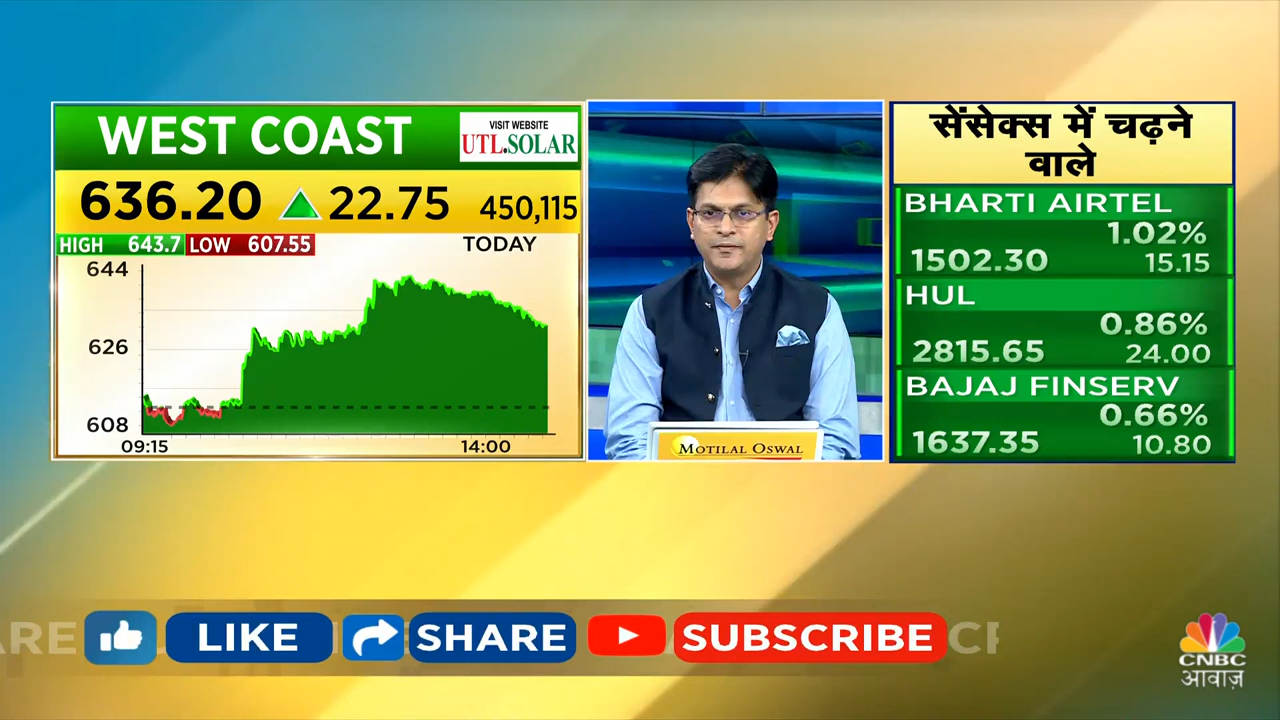 WEST COAST
VISIT WEBSITE
UTL.SOLAR
636.20 22.75 450,115
HIGH 643.7 LOW 607.55 TODAY
644
626
608
09:15 14:00
MOTILAL OSWAL
सेंसेक्स में चढ़ने
वाले
BHARTI AIRTEL
1.02%
1502.30 15.15
HUL
0.86%
2815.65 24.00
BAJAJ FINSERV
0.66%
1637.35 10.80
LIKE SHARE SUBSCRIBE
CNBC
आवाज़